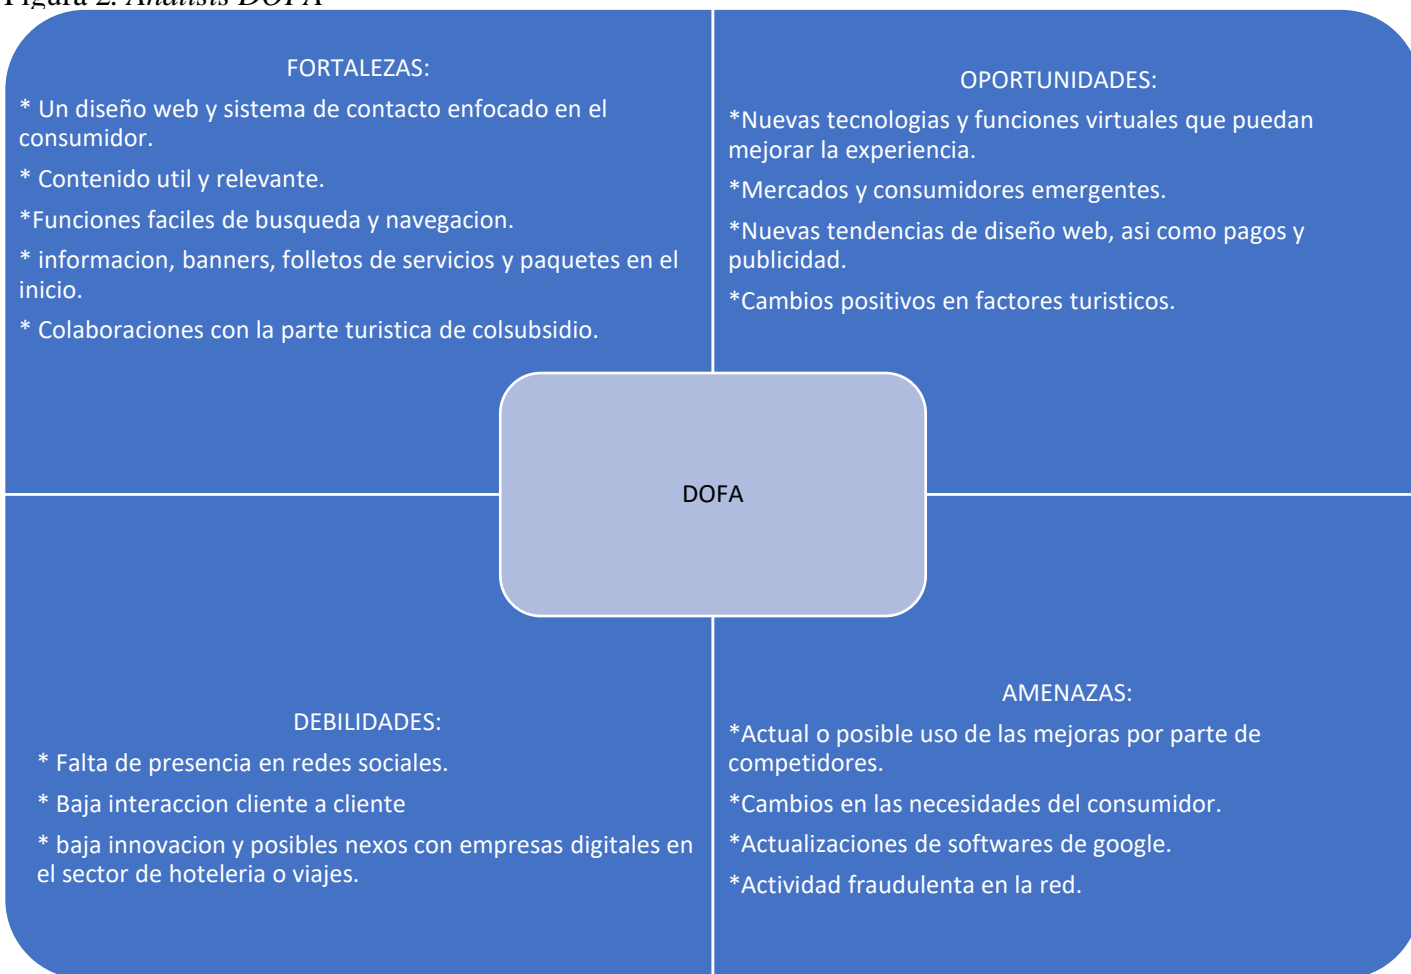 Figura 2. Análisis DOFA
FORTALEZAS:
* Un diseño web y sistema de contacto enfocado en el
consumidor.
* Contenido util y relevante.
*Funciones faciles de busqueda y navegacion.
* informacion, banners, folletos de servicios y paquetes en el
inicio.
* Colaboraciones con la parte turistica de colsubsidio.
OPORTUNIDADES:
*Nuevas tecnologias y funciones virtuales que puedan
mejorar la experiencia.
*Mercados y consumidores emergentes.
*Nuevas tendencias de diseño web, asi como pagos y
publicidad.
*Cambios positivos en factores turisticos.
DOFA
DEBILIDADES:
* Falta de presencia en redes sociales.
* Baja interaccion cliente a cliente
* baja innovacion y posibles nexos con empresas digitales en
el sector de hoteleria o viajes.
AMENAZAS:
*Actual o posible uso de las mejoras por parte de
competidores.
*Cambios en las necesidades del consumidor.
*Actualizaciones de softwares de google.
*Actividad fraudulenta en la red.